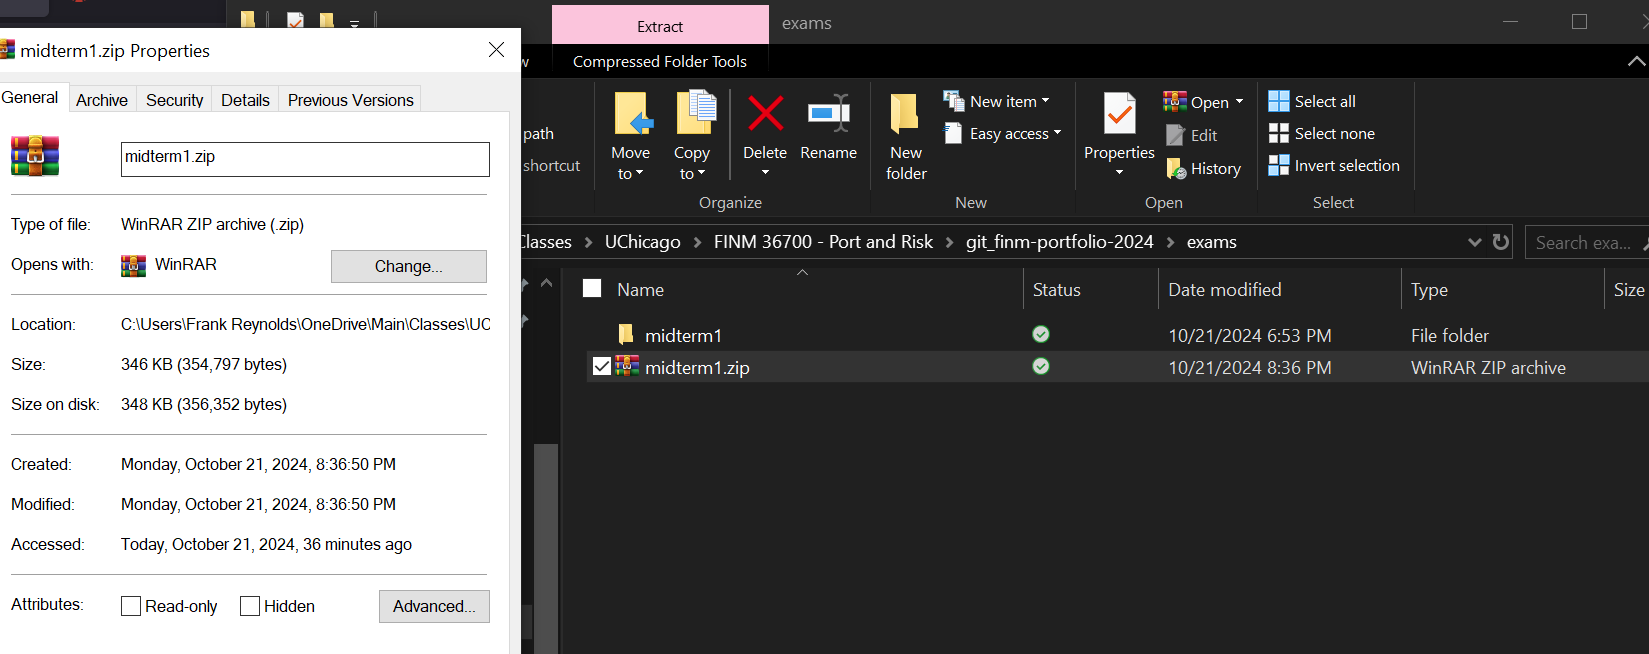 midterm1.zip Properties
General
Archive
Security
Details
Previous Versions
midterm1.zip
Type of file: WinRAR ZIP archive (.zip)
Opens with: WinRAR
Change...
Location: C:\Users\Frank Reynolds\OneDrive\Main\Classes\UC
Size: 346 KB (354,797 bytes)
Size on disk: 348 KB (356,352 bytes)
Created: Monday, October 21, 2024, 8:36:50 PM
Modified: Monday, October 21, 2024, 8:36:50 PM
Accessed: Today, October 21, 2024, 36 minutes ago
Attributes: Read-only Hidden
Advanced...
Extract
exams
w
Compressed Folder Tools
path
shortcut
Move
to
Copy
to
Delete
Rename
Organize
New
folder
New item
Easy access
New
Properties
Open
Edit
History
Open
Select all
Select none
Invert selection
Select
Classes > UChicago > FINM 36700 - Port and Risk > git_finm-portfolio-2024 > exams
Search exa...
Name Status Date modified Type Size
midterm1 10/21/2024 6:53 PM File folder
midterm1.zip 10/21/2024 8:36 PM WinRAR ZIP archive